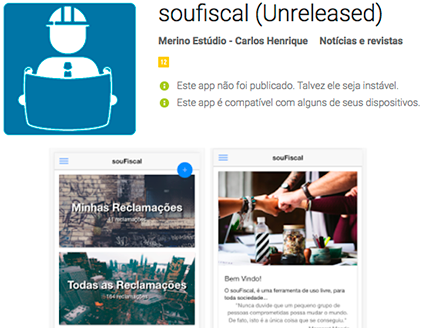 soufiscal (Unreleased)
Merino Estúdio - Carlos Henrique Notícias e revistas
12
Este app não foi publicado. Talvez ele seja instável.
Este app é compatível com alguns de seus dispositivos.
souFiscal
Minhas Reclamações
reclamações
Todas as Reclamações
184 reclamações
souFiscal
Bem Vindo!
O souFiscal, é uma ferramenta de uso livre, para
toda sociedade...
"Nunca duvide que um pequeno grupo de
pessoas comprometidas possa mudar o mundo.
De fato, isto é a única coisa que se conseguiu."